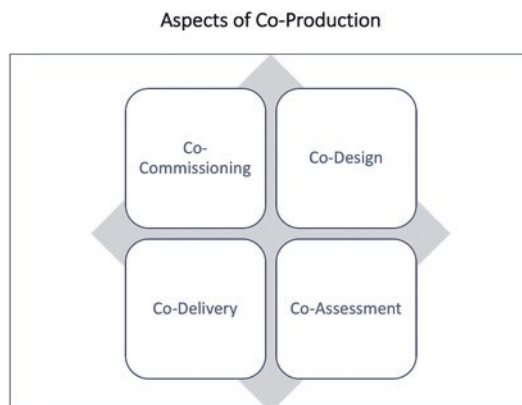 Aspects of Co-Production
Co-
Commissioning
Co-Design
Co-Delivery
Co-Assessment